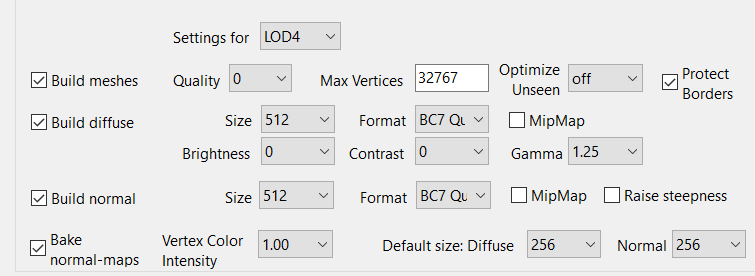 Settings for LOD4
Build meshes Quality 0 Max Vertices 32767 Optimize Unseen off Protect Borders
Build diffuse Size 512 Format BC7 Qu MipMap
Brightness 0 Contrast 0 Gamma 1.25
Build normal Size 512 Format BC7 Qu MipMap Raise steepness
Bake normal-maps Vertex Color Intensity 1.00 Default size: Diffuse 256 Normal 256